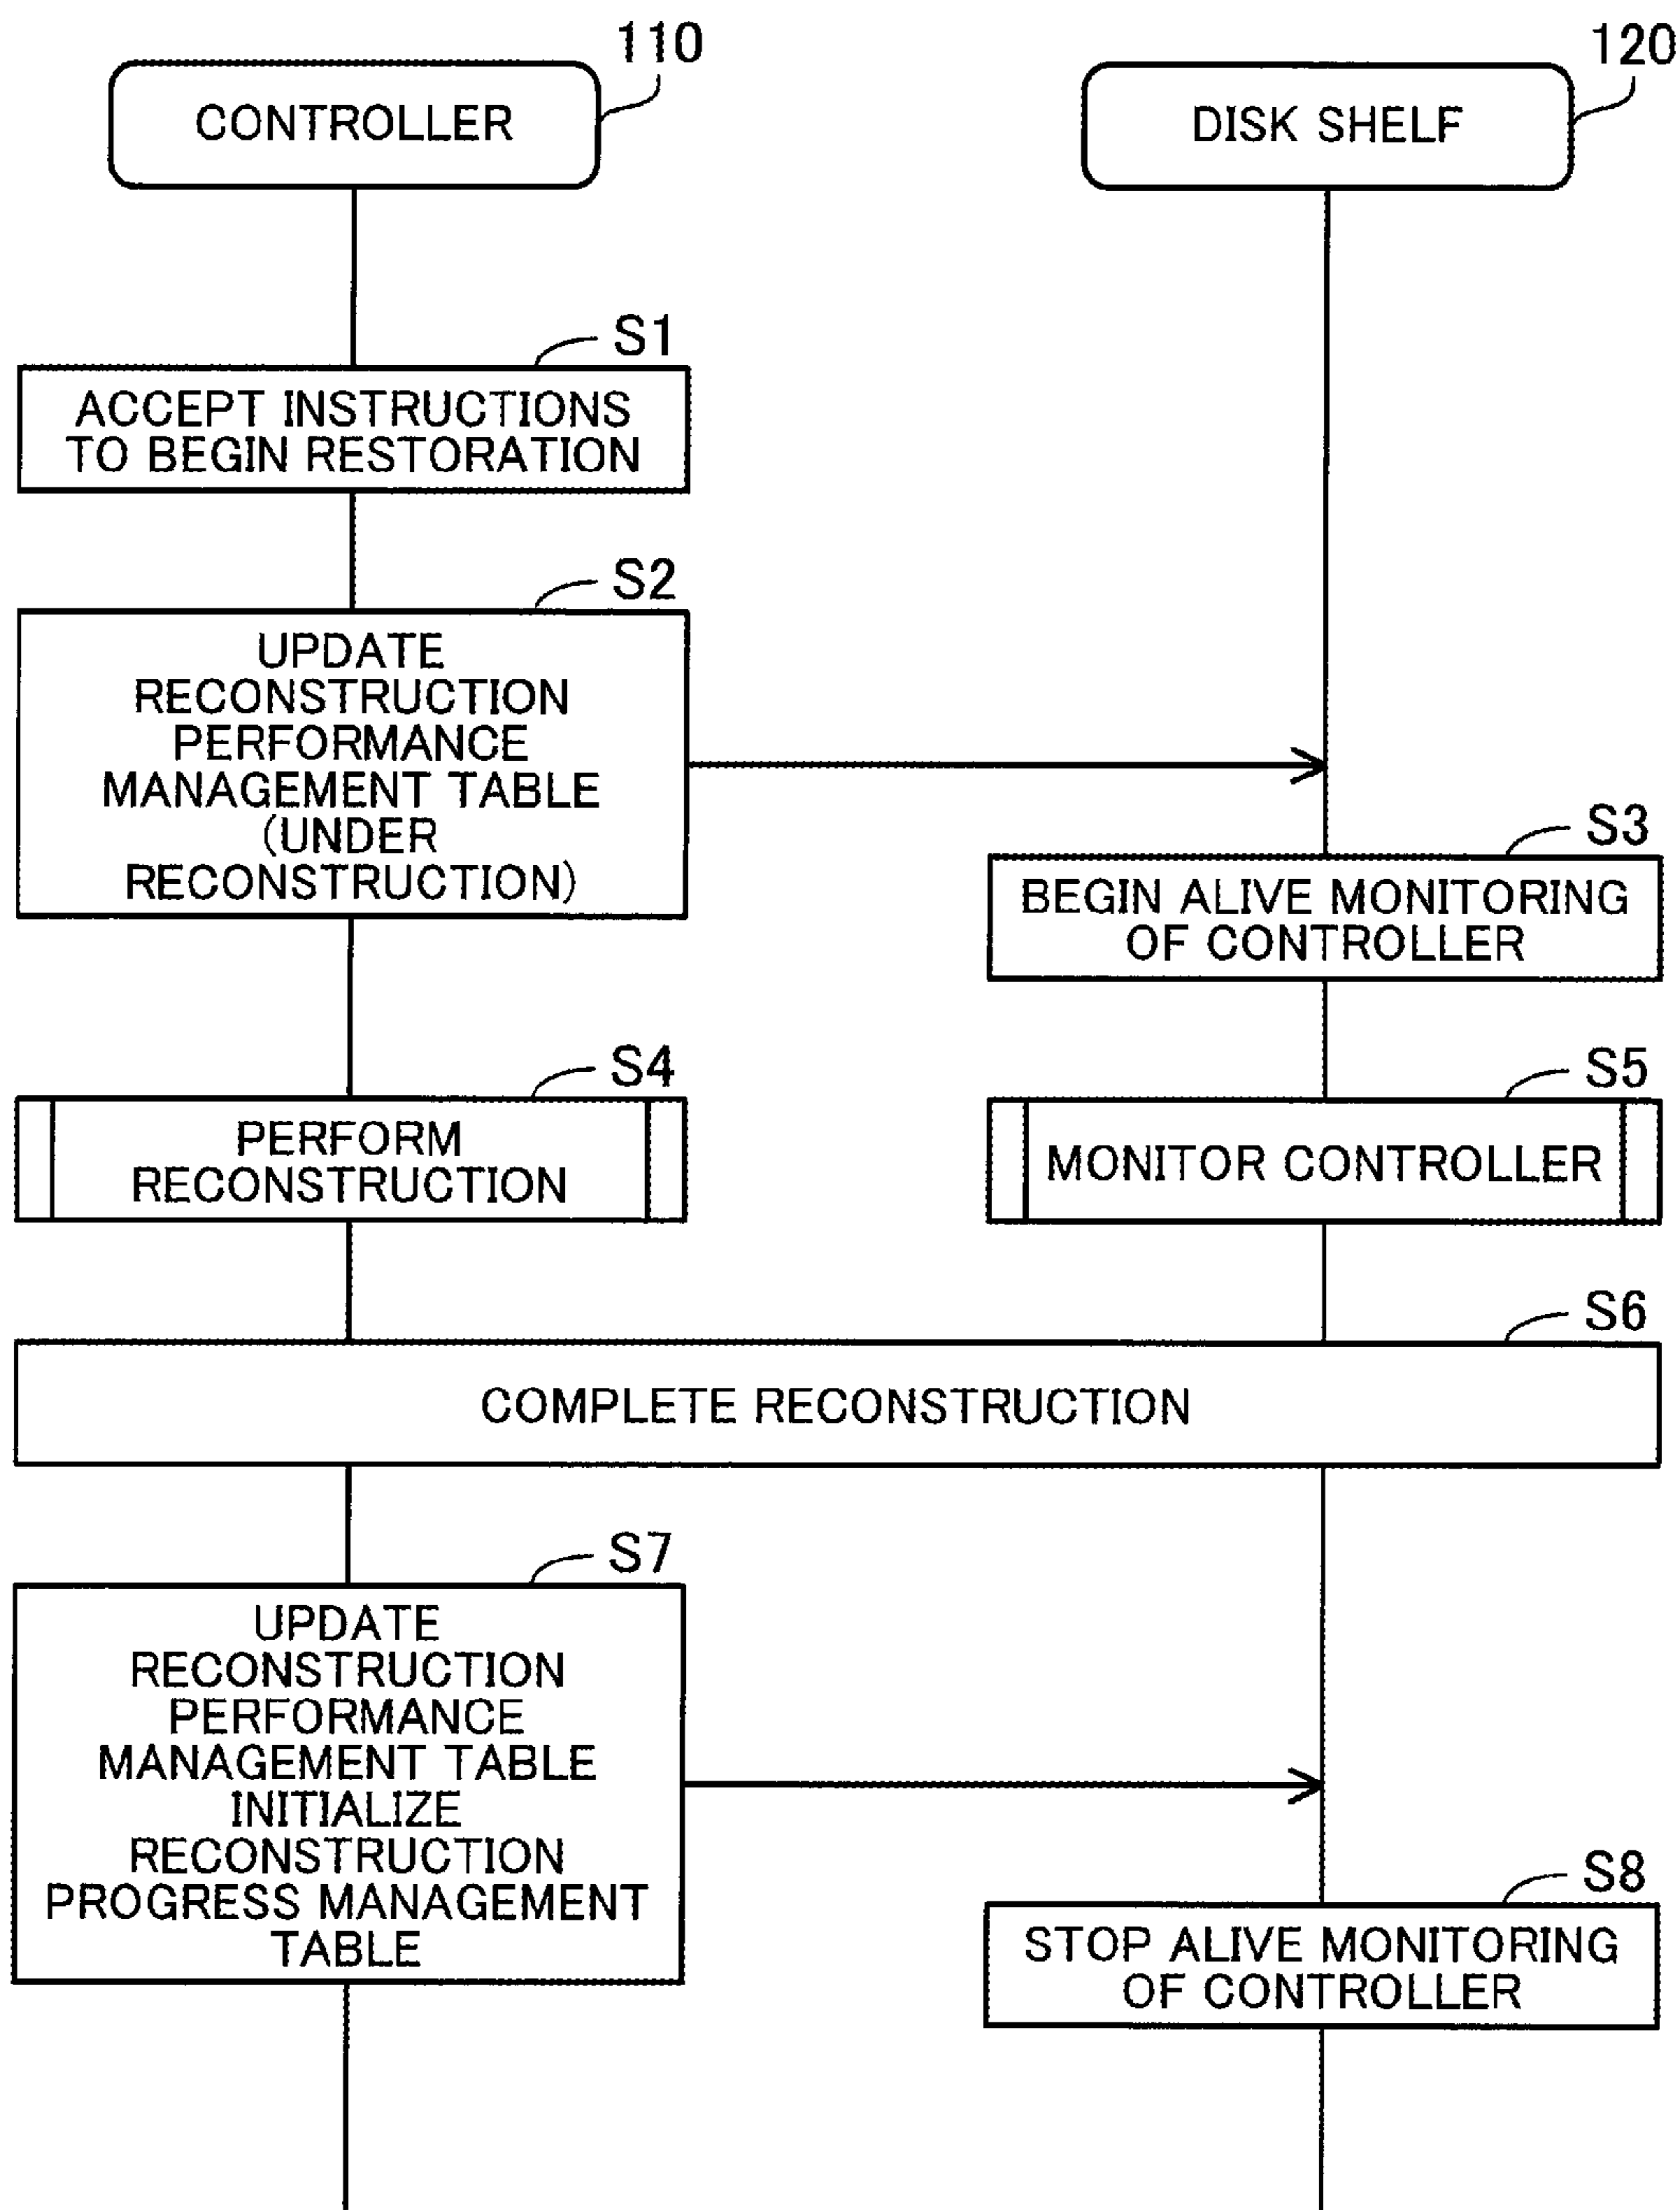 110
CONTROLLER
120
DISK SHELF
S1
ACCEPT INSTRUCTIONS
TO BEGIN RESTORATION
S2
UPDATE
RECONSTRUCTION
PERFORMANCE
MANAGEMENT TABLE
(UNDER
RECONSTRUCTION)
S3
BEGIN ALIVE MONITORING
OF CONTROLLER
S4
PERFORM
RECONSTRUCTION
S5
MONITOR CONTROLLER
S6
COMPLETE RECONSTRUCTION
S7
UPDATE
RECONSTRUCTION
PERFORMANCE
MANAGEMENT TABLE
INITIALIZE
RECONSTRUCTION
PROGRESS MANAGEMENT
TABLE
S8
STOP ALIVE MONITORING
OF CONTROLLER